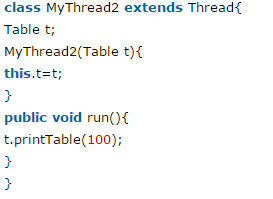 class MyThread2 extends Thread{
Table t;
MyThread2(Table t){
this.t=t;
}
public void run(){
t.printTable(100);
}
}